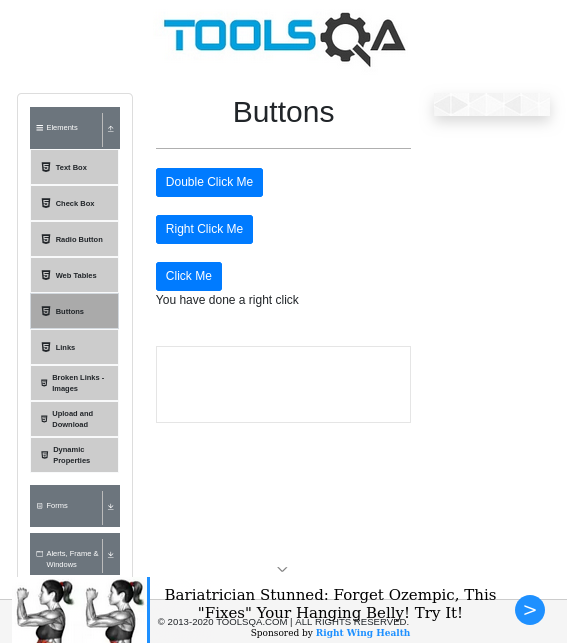 TOOLSQA
Elements
Text Box
Check Box
Radio Button
Web Tables
Buttons
Links
Broken Links -
Images
Upload and
Download
Dynamic
Properties
Forms
Alerts, Frame &
Windows
Buttons
Double Click Me
Right Click Me
Click Me
You have done a right click
Bariatrician Stunned: Forget Ozempic, This
"Fixes" Your Hanging Belly! Try It!
© 2013-2020 TOOLSQA.COM | ALL RIGHTS RESERVED.
Sponsored by Right Wing Health
>